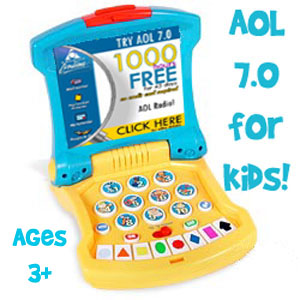 TRY AOL 7.0
1000
FREE
AOL Radio!
CLICK HERE
AOL
7.0
for
kids!
AGES
3+